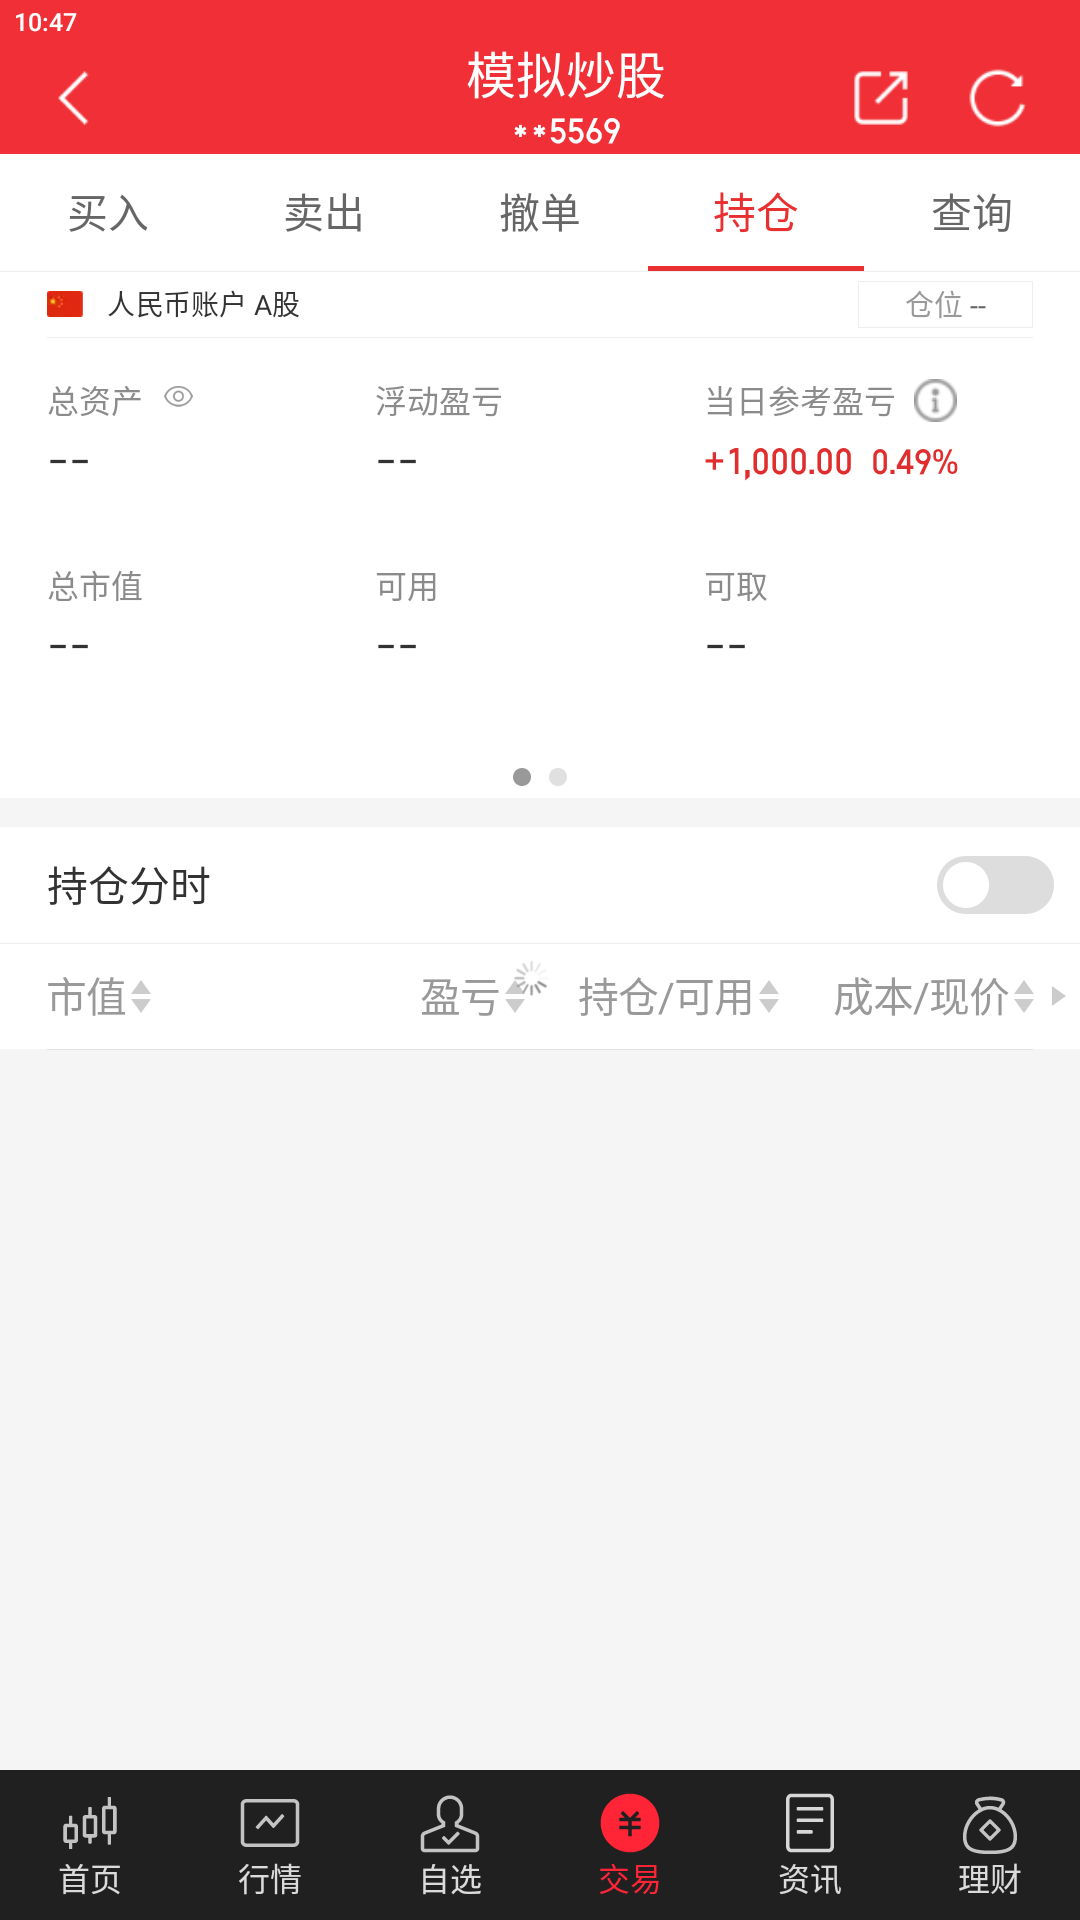 10:47
模拟炒股
**5569
买入 卖出 撤单 持仓 查询
人民币账户 A股 仓位 --
总资产 浮动盈亏 当日参考盈亏
-- -- +1,000.00 0.49%
总市值 可用 可取
-- -- --
持仓分时
市值 盈亏 持仓/可用 成本/现价
首页 行情 自选 交易 资讯 理财